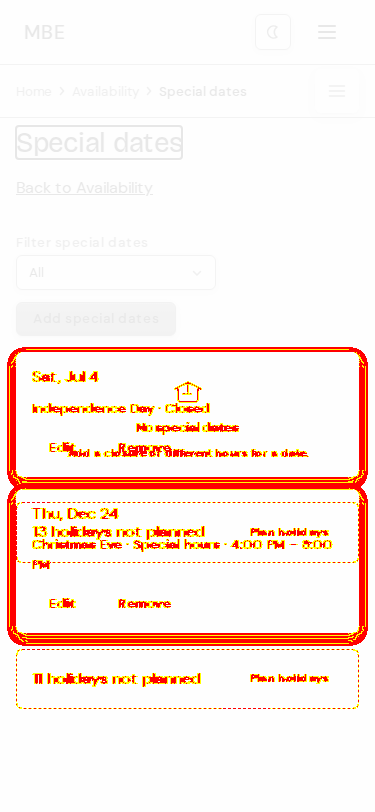 MBE
Home > Availability > Special dates
Special dates
Back to Availability
Filter special dates
All
Add special dates
Sat, Jul 4
Independence Day · Closed
No special dates
Edit Remove
Add a closure or different hours for a date.
Thu, Dec 24
13 holidays not planned Plan holidays
Christmas Eve · Special hours · 4:00 PM – 8:00
PM
Edit Remove
11 holidays not planned Plan holidays